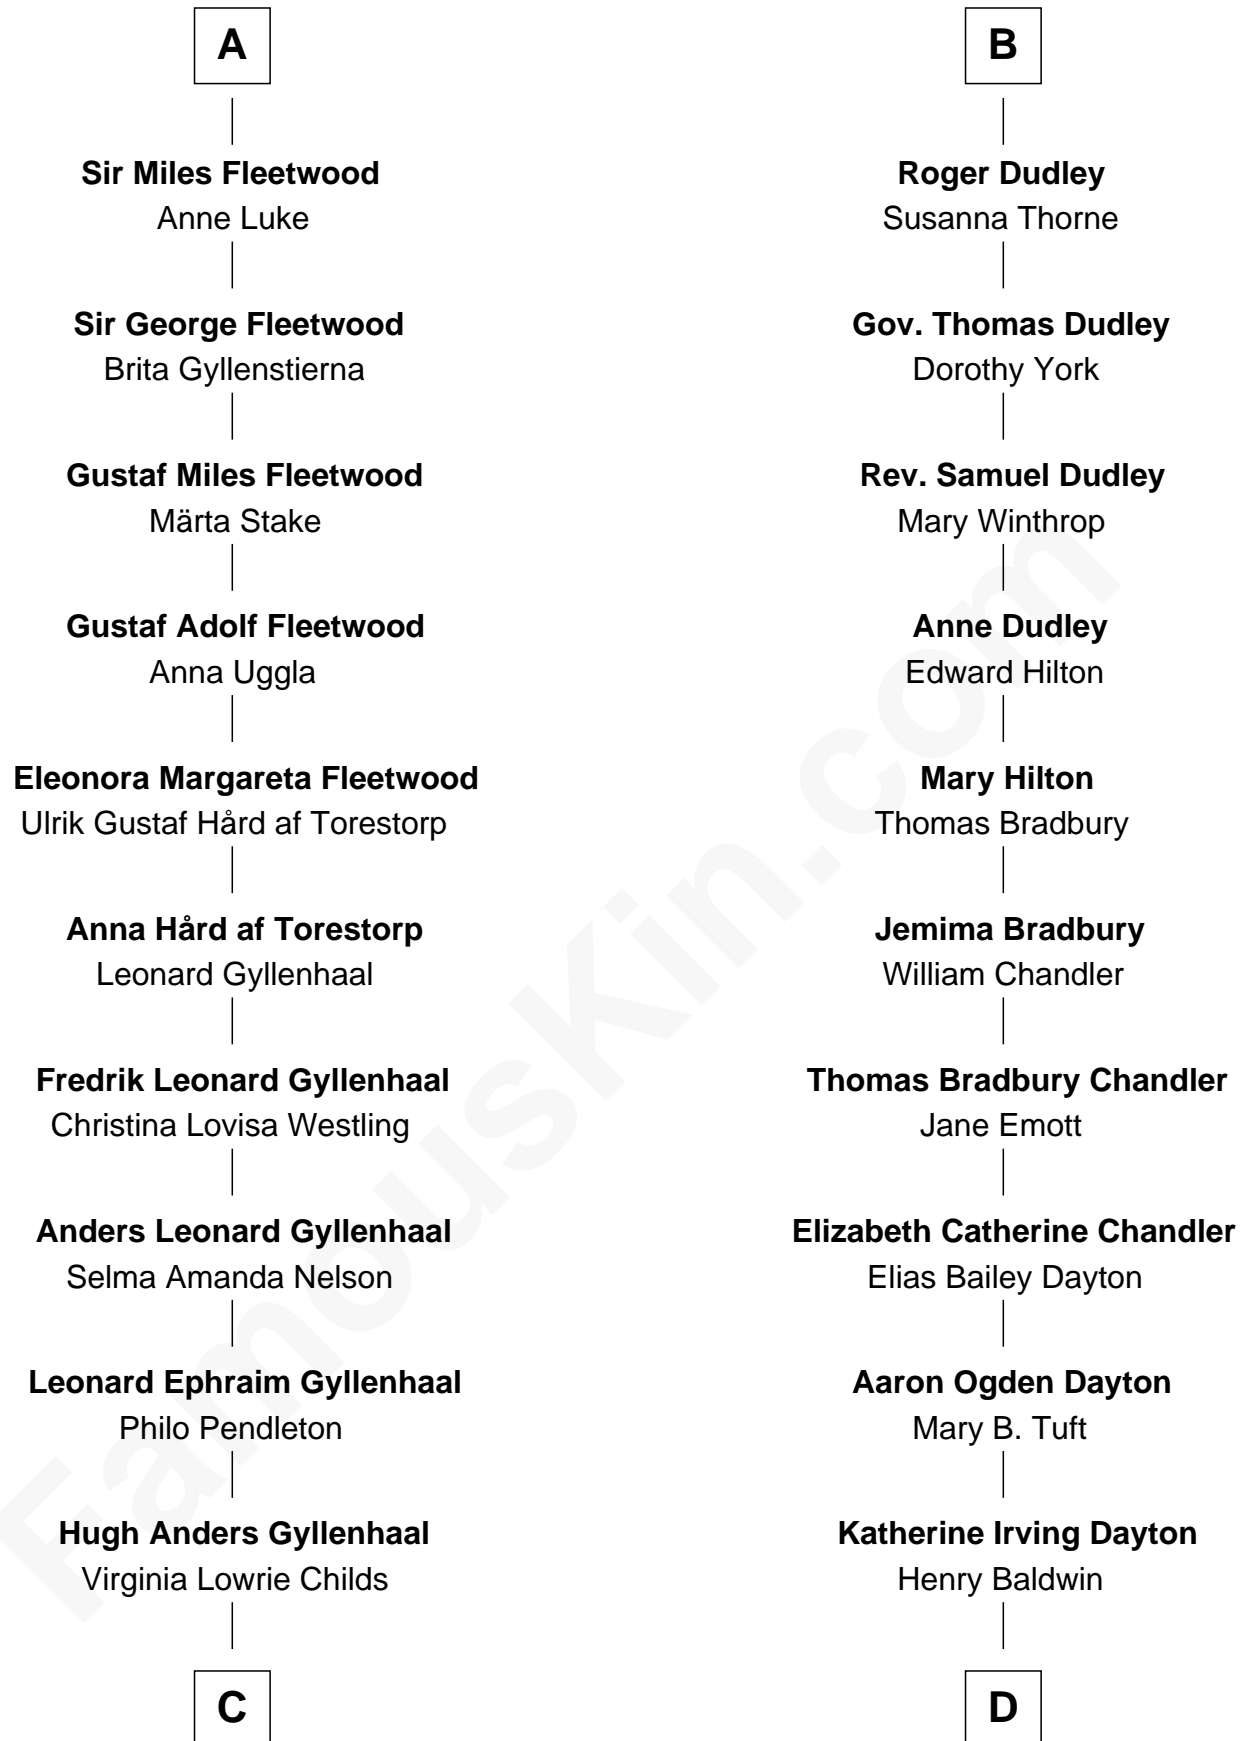 A
Sir Miles Fleetwood
Anne Luke
Sir George Fleetwood
Brita Gyllenstierna
Gustaf Miles Fleetwood
Märta Stake
Gustaf Adolf Fleetwood
Anna Uggla
Eleonora Margareta Fleetwood
Ulrik Gustaf Hård af Torestorp
Anna Hård af Torestorp
Leonard Gyllenhaal
Fredrik Leonard Gyllenhaal
Christina Lovisa Westling
Anders Leonard Gyllenhaal
Selma Amanda Nelson
Leonard Ephraim Gyllenhaal
Philo Pendleton
Hugh Anders Gyllenhaal
Virginia Lowrie Childs
C
B
Roger Dudley
Susanna Thorne
Gov. Thomas Dudley
Dorothy York
Rev. Samuel Dudley
Mary Winthrop
Anne Dudley
Edward Hilton
Mary Hilton
Thomas Bradbury
Jemima Bradbury
William Chandler
Thomas Bradbury Chandler
Jane Emott
Elizabeth Catherine Chandler
Elias Bailey Dayton
Aaron Ogden Dayton
Mary B. Tuft
Katherine Irving Dayton
Henry Baldwin
D
FamousKin.com